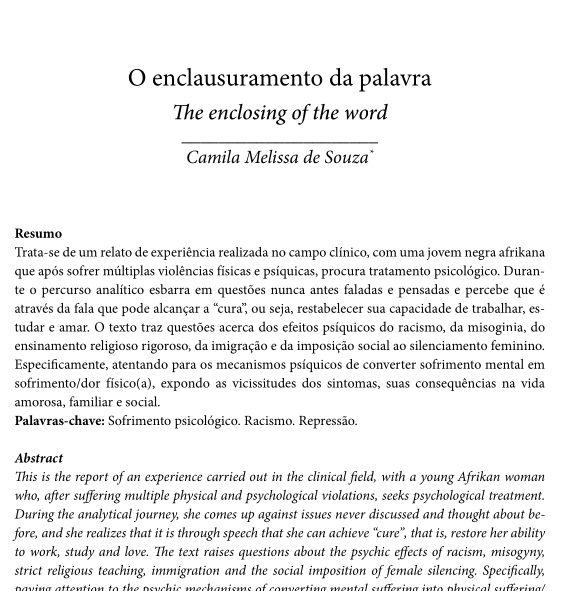 O enclausuramento da palavra
The enclosing of the word
Camila Melissa de Souza*
Resumo
Trata-se de um relato de experiência realizada no campo clínico, com uma jovem negra afrikana
que após sofrer múltiplas violências físicas e psíquicas, procura tratamento psicológico. Duran-
te o percurso analítico esbarra em questões nunca antes faladas e pensadas e percebe que é
através da fala que pode alcançar a “cura”, ou seja, restabelecer sua capacidade de trabalhar, es-
tudar e amar. O texto traz questões acerca dos efeitos psíquicos do racismo, da misoginia, do
ensinamento religioso rigoroso, da imigração e da imposição social ao silenciamento feminino.
Especificamente, atentando para os mecanismos psíquicos de converter sofrimento mental em
sofrimento/dor físico(a), expondo as vicissitudes dos sintomas, suas consequências na vida
amorosa, familiar e social.
Palavras-chave: Sofrimento psicológico. Racismo. Repressão.
Abstract
This is the report of an experience carried out in the clinical field, with a young Afrikan woman
who, after suffering multiple physical and psychological violations, seeks psychological treatment.
During the analytical journey, she comes up against issues never discussed and thought about be-
fore, and she realizes that it is through speech that she can achieve “cure”, that is, restore her ability
to work, study and love. The text raises questions about the psychic effects of racism, misogyny,
strict religious teaching, immigration and the social imposition of female silencing. Specifically,
paying attention to the psychic mechanisms of converting mental suffering into physical suffering/